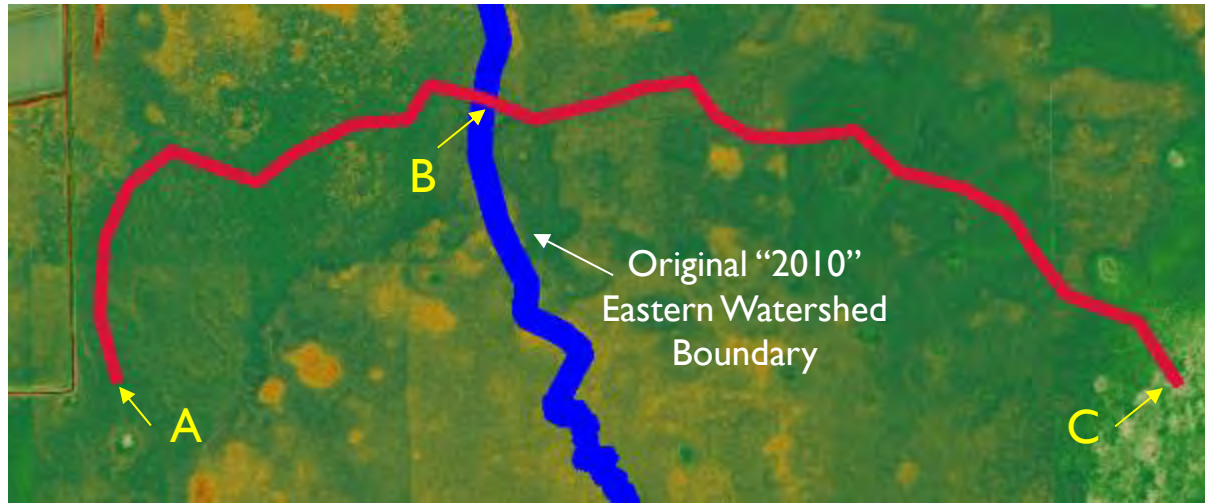 B
Original “2010”
Eastern Watershed
Boundary
A
C